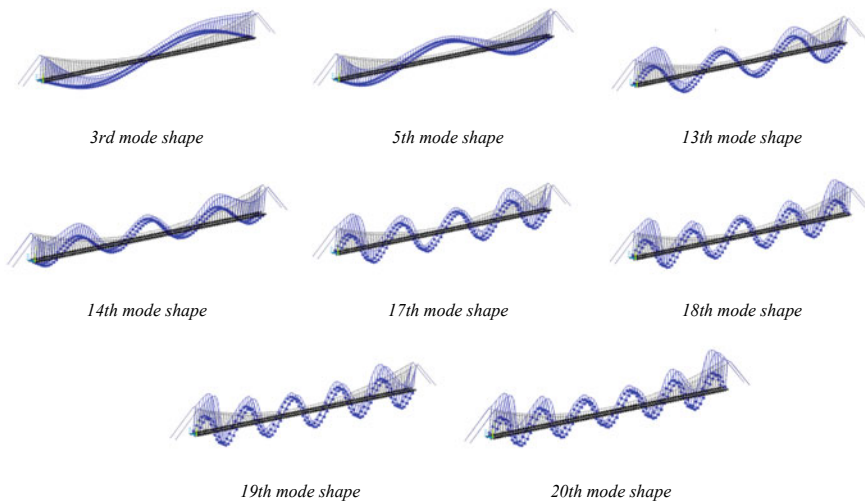 3rd mode shape
5th mode shape
13th mode shape
14th mode shape
17th mode shape
18th mode shape
19th mode shape
20th mode shape